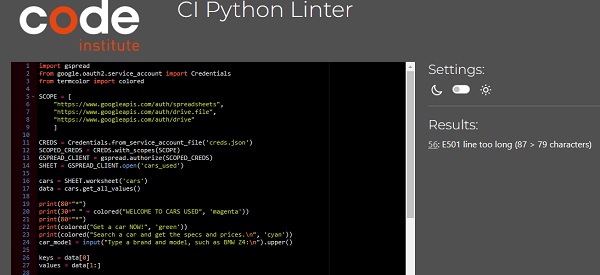 code
institute
CI Python Linter
1 import gspread
2 from google.oauth2.service_account import Credentials
3 from termcolor import colored
4
5 SCOPE = [
6 "https://www.googleapis.com/auth/spreadsheets",
7 "https://www.googleapis.com/auth/drive.file",
8 "https://www.googleapis.com/auth/drive"
9 ]
10
11 CREDS = Credentials.from_service_account_file('creds.json')
12 SCOPED_CREDS = CREDS.with_scopes(SCOPE)
13 GSPREAD_CLIENT = gspread.authorize(SCOPED_CREDS)
14 SHEET = GSPREAD_CLIENT.open('cars_used')
15
16 cars = SHEET.worksheet('cars')
17 data = cars.get_all_values()
18
19 print(80*"*")
20 print(30*" " + colored("WELCOME TO CARS USED", 'magenta'))
21 print(80*"*")
22 print(colored("Get a car NOW!", 'green'))
23 print(colored("Search a car and get the specs and prices.\n", 'cyan'))
24 car_model = input("Type a brand and model, such as BMW Z4:\n").upper()
25
26 keys = data[0]
27 values = data[1:]
28
Settings:
Results:
56: E501 line too long (87 > 79 characters)